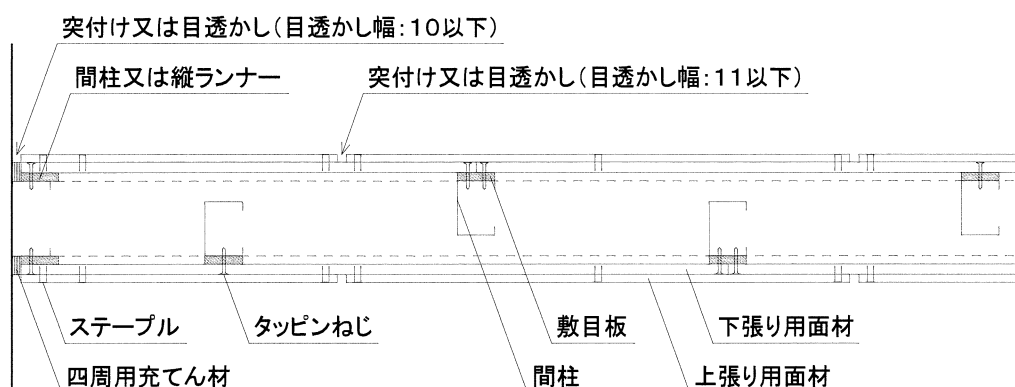 突付け又は目透かし(目透かし幅:10以下)
間柱又は縦ランナー
突付け又は目透かし(目透かし幅:11以下)
ステープル
タッピンねじ
敷目板
下張り用面材
四周用充てん材
間柱
上張り用面材